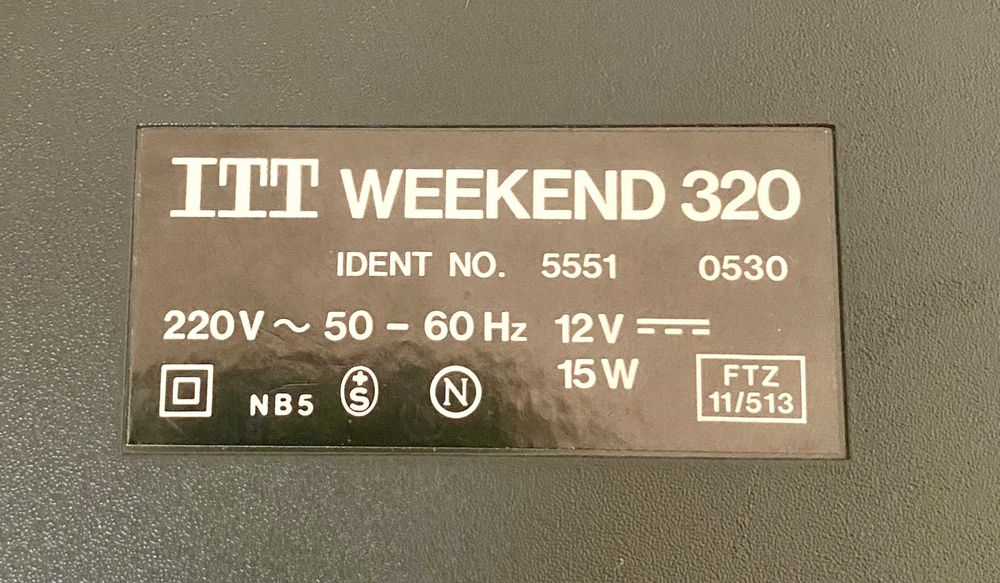 ITT WEEKEND 320
IDENT NO. 5551 0530
220V ~ 50 - 60 Hz 12V ⎓
15W
NB5 +S N
FTZ
11/513